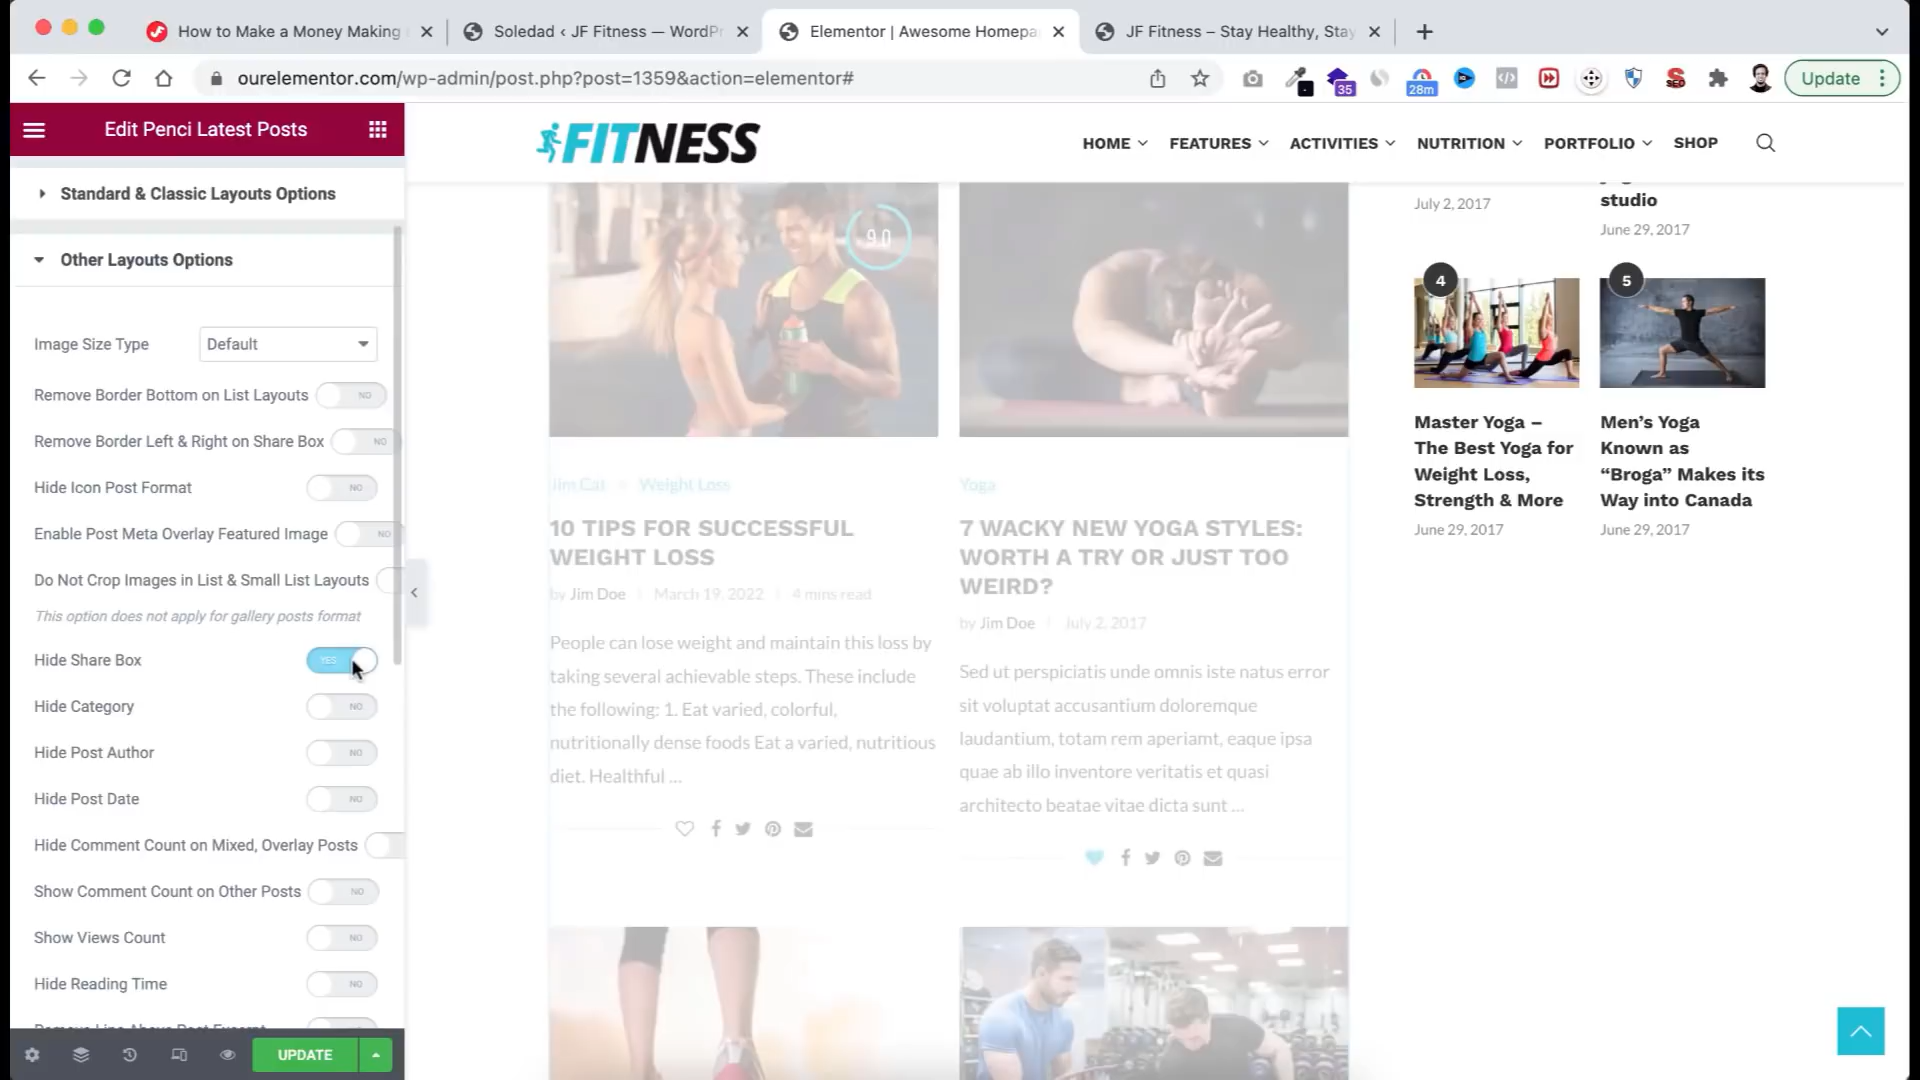 How to Make a Money Making
Soledad ‹ JF Fitness — WordPr
Elementor | Awesome Homepa
JF Fitness – Stay Healthy, Stay
ourelementor.com/wp-admin/post.php?post=1359&action=elementor#
35
28m
SEO
Update
Edit Penci Latest Posts
Standard & Classic Layouts Options
Other Layouts Options
Image Size Type
Default
Remove Border Bottom on List Layouts
NO
Remove Border Left & Right on Share Box
NO
Hide Icon Post Format
NO
Enable Post Meta Overlay Featured Image
NO
Do Not Crop Images in List & Small List Layouts
This option does not apply for gallery posts format
Hide Share Box
YES
Hide Category
NO
Hide Post Author
NO
Hide Post Date
NO
Hide Comment Count on Mixed, Overlay Posts
Show Comment Count on Other Posts
NO
Show Views Count
NO
Hide Reading Time
NO
UPDATE
FITNESS
HOME FEATURES ACTIVITIES NUTRITION PORTFOLIO SHOP
9.0
Jim Cat
Weight Loss
10 TIPS FOR SUCCESSFUL
WEIGHT LOSS
by Jim Doe
March 19, 2022
4 mins read
People can lose weight and maintain this loss by
taking several achievable steps. These include
the following: 1. Eat varied, colorful,
nutritionally dense foods Eat a varied, nutritious
diet. Healthful ...
Yoga
7 WACKY NEW YOGA STYLES:
WORTH A TRY OR JUST TOO
WEIRD?
by Jim Doe
July 2, 2017
Sed ut perspiciatis unde omnis iste natus error
sit voluptat accusantium doloremque
laudantium, totam rem aperiamt, eaque ipsa
quae ab illo inventore veritatis et quasi
architecto beatae vitae dicta sunt ...
July 2, 2017
studio
June 29, 2017
4
Master Yoga –
The Best Yoga for
Weight Loss,
Strength & More
June 29, 2017
5
Men’s Yoga
Known as
“Broga” Makes its
Way into Canada
June 29, 2017